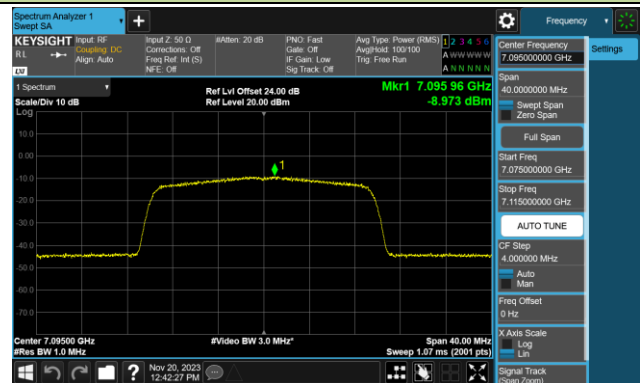 Spectrum Analyzer 1
Swept SA
Frequency
KEYSIGHT
Input: RF
Coupling: DC
Align: Auto
Input Z: 50 Ω
Corrections: Off
Freq Ref: Int (S)
NFE: Off
#Atten: 20 dB
PNO: Fast
Gate: Off
IF Gain: Low
Sig Track: Off
Avg Type: Power (RMS)
Avg|Hold: 100/100
Trig: Free Run
1 2 3 4 5 6
A W W W W W
A N N N N N
RL
LXI
1 Spectrum
Scale/Div 10 dB
Log
Ref Lvl Offset 24.00 dB
Ref Level 20.00 dBm
Mkr1 7.095 96 GHz
-8.973 dBm
10.0
0.00
-10.0
-20.0
-30.0
-40.0
-50.0
-60.0
-70.0
1
Center 7.09500 GHz
#Res BW 1.0 MHz
#Video BW 3.0 MHz*
Span 40.00 MHz
Sweep 1.07 ms (2001 pts)
Nov 20, 2023
12:42:27 PM
Center Frequency
7.095000000 GHz
Settings
Span
40.0000000 MHz
Swept Span
Zero Span
Full Span
Start Freq
7.075000000 GHz
Stop Freq
7.115000000 GHz
AUTO TUNE
CF Step
4.000000 MHz
Auto
Man
Freq Offset
0 Hz
X Axis Scale
Log
Lin
Signal Track
(Span Zoom)